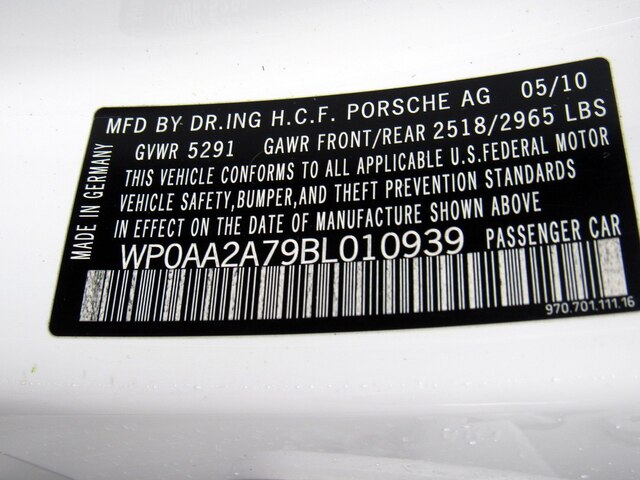 MFD BY DR.ING H.C.F. PORSCHE AG 05/10
GVWR 5291 GAWR FRONT/REAR 2518/2965 LBS
THIS VEHICLE CONFORMS TO ALL APPLICABLE U.S.FEDERAL MOTOR
VEHICLE SAFETY,BUMPER,AND THEFT PREVENTION STANDARDS
IN EFFECT ON THE DATE OF MANUFACTURE SHOWN ABOVE
WP0AA2A79BL010939 PASSENGER CAR
970.701.111.16
MADE IN GERMANY